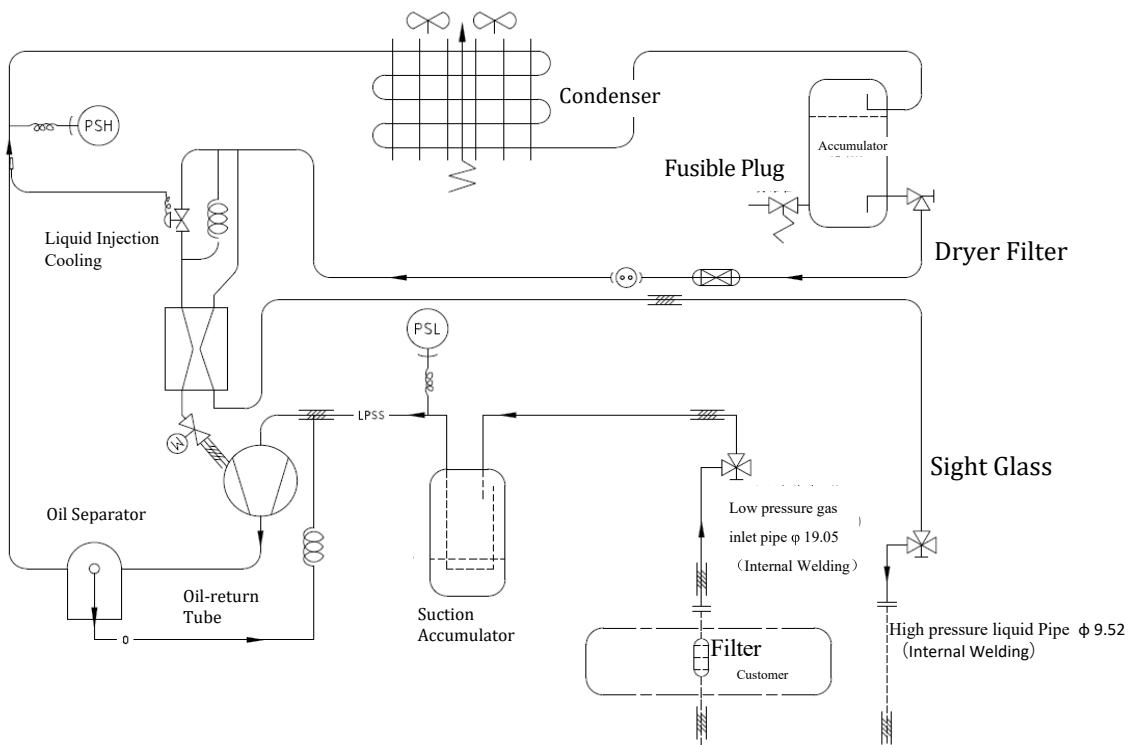 Condenser
PSH
Accumulator
Fusible Plug
Liquid Injection
Cooling
Dryer Filter
PSL
LPSS
M
Sight Glass
Low pressure gas
inlet pipe φ 19.05
（Internal Welding）
Oil Separator
Oil-return
Tube
O
Suction
Accumulator
High pressure liquid Pipe ф 9.52
（Internal Welding）
Filter
Customer